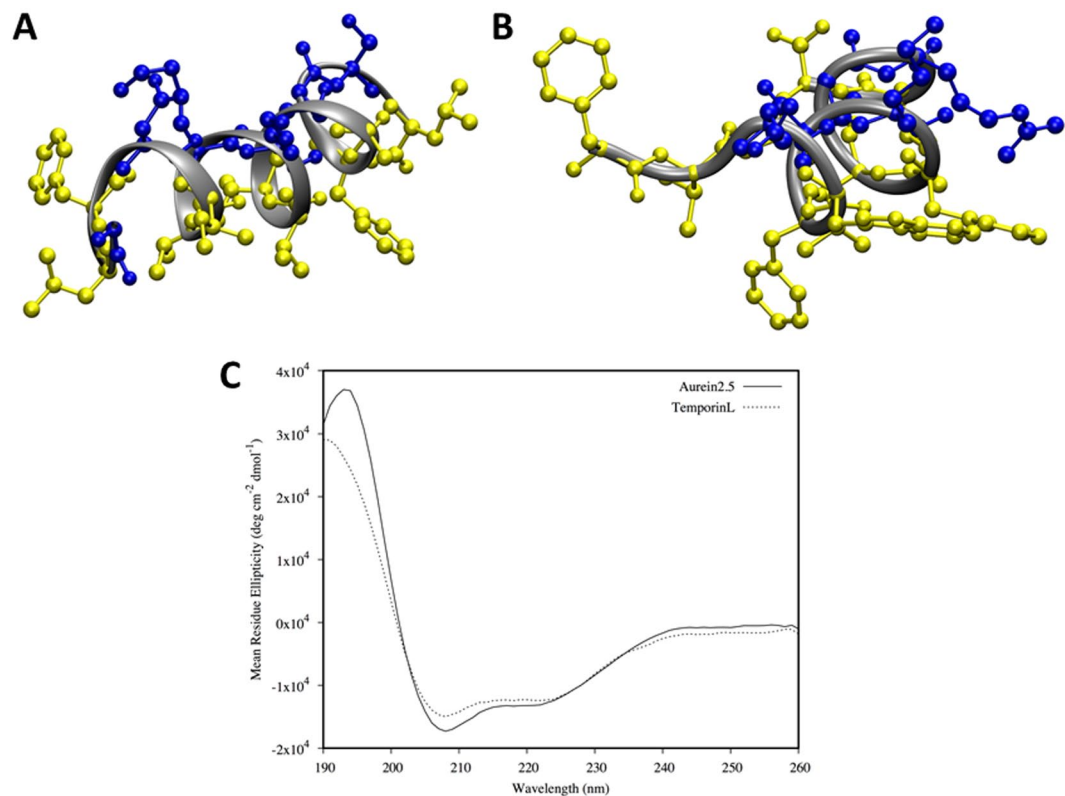 A
B
C
4x10⁴
3x10⁴
2x10⁴
1x10⁴
0x10⁴
-1x10⁴
-2x10⁴
Mean Residue Ellipticity (deg cm⁻² dmol⁻¹)
Aurein2.5
TemporinL
190 200 210 220 230 240 250 260
Wavelength (nm)